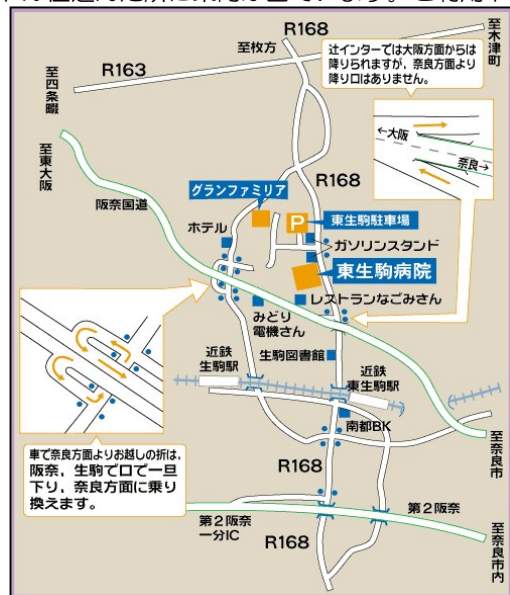 R168
至枚方
R163
至四条畷
至木津町
辻インターでは大阪方面からは
降りられますが、奈良方面より
降り口はありません。
←大阪
奈良→
至東大阪
阪奈国道
グランファミリア
R168
P
東生駒駐車場
ホテル
ガソリンスタンド
東生駒病院
レストランなごみさん
みどり
電機さん
生駒図書館
近鉄
生駒駅
近鉄
東生駒駅
南都BK
車で奈良方面よりお越しの折は、
阪奈、生駒で口で一旦
下り、奈良方面に乗り
換えます。
R168
至奈良市
第2阪奈
一分IC
第2阪奈
R168
至奈良市内